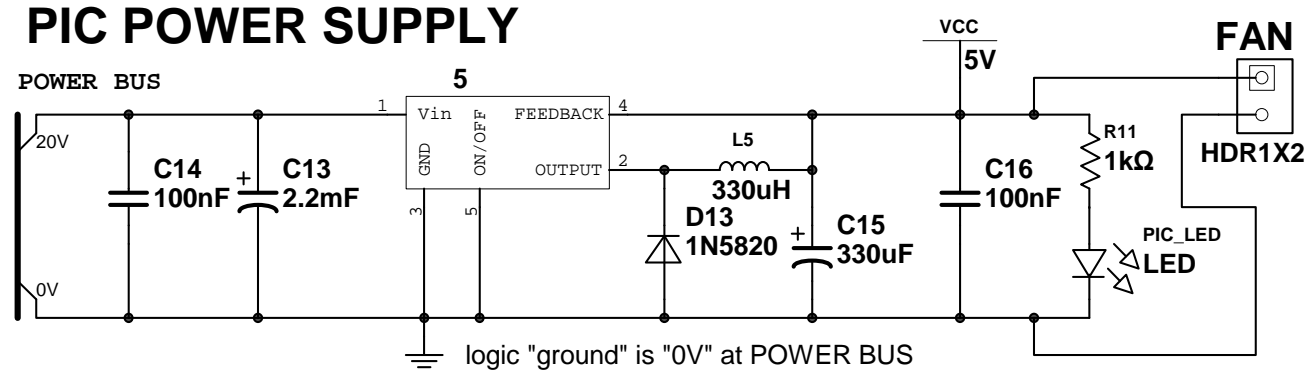 PIC POWER SUPPLY
VCC
5V
FAN
POWER BUS
5
20V
1
Vin
FEEDBACK
4
GND
ON/OFF
OUTPUT
2
3
5
C14
100nF
+
C13
2.2mF
L5
330uH
D13
1N5820
+
C15
330uF
C16
100nF
R11
1kΩ
HDR1X2
PIC_LED
LED
0V
logic "ground" is "0V" at POWER BUS